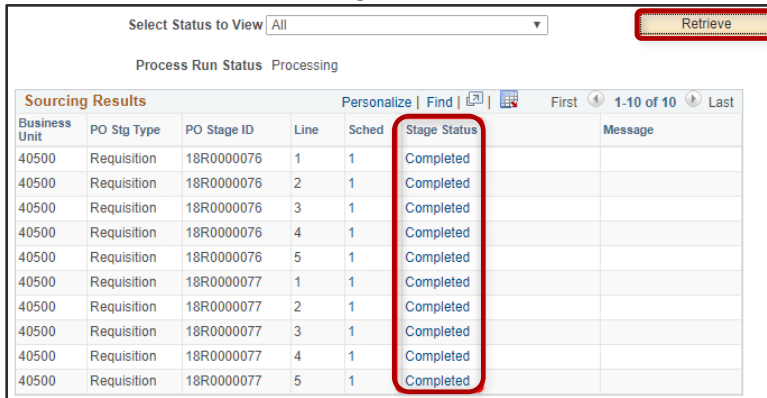 Select Status to View All Retrieve
Process Run Status Processing
Sourcing Results Personalize | Find | | First 1-10 of 10 Last
Business Unit PO Stg Type PO Stage ID Line Sched Stage Status Message
40500 Requisition 18R0000076 1 1 Completed
40500 Requisition 18R0000076 2 1 Completed
40500 Requisition 18R0000076 3 1 Completed
40500 Requisition 18R0000076 4 1 Completed
40500 Requisition 18R0000076 5 1 Completed
40500 Requisition 18R0000077 1 1 Completed
40500 Requisition 18R0000077 2 1 Completed
40500 Requisition 18R0000077 3 1 Completed
40500 Requisition 18R0000077 4 1 Completed
40500 Requisition 18R0000077 5 1 Completed